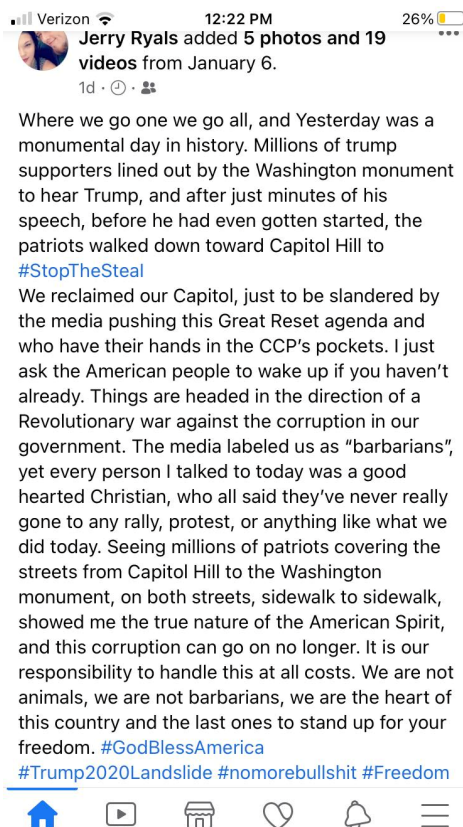 Verizon 12:22 PM 26%
Jerry Ryals added 5 photos and 19
videos from January 6.
1d
Where we go one we go all, and Yesterday was a
monumental day in history. Millions of trump
supporters lined out by the Washington monument
to hear Trump, and after just minutes of his
speech, before he had even gotten started, the
patriots walked down toward Capitol Hill to
#StopTheSteal
We reclaimed our Capitol, just to be slandered by
the media pushing this Great Reset agenda and
who have their hands in the CCP’s pockets. I just
ask the American people to wake up if you haven’t
already. Things are headed in the direction of a
Revolutionary war against the corruption in our
government. The media labeled us as “barbarians”,
yet every person I talked to today was a good
hearted Christian, who all said they’ve never really
gone to any rally, protest, or anything like what we
did today. Seeing millions of patriots covering the
streets from Capitol Hill to the Washington
monument, on both streets, sidewalk to sidewalk,
showed me the true nature of the American Spirit,
and this corruption can go on no longer. It is our
responsibility to handle this at all costs. We are not
animals, we are not barbarians, we are the heart of
this country and the last ones to stand up for your
freedom. #GodBlessAmerica
#Trump2020Landslide #nomorebullshit #Freedom